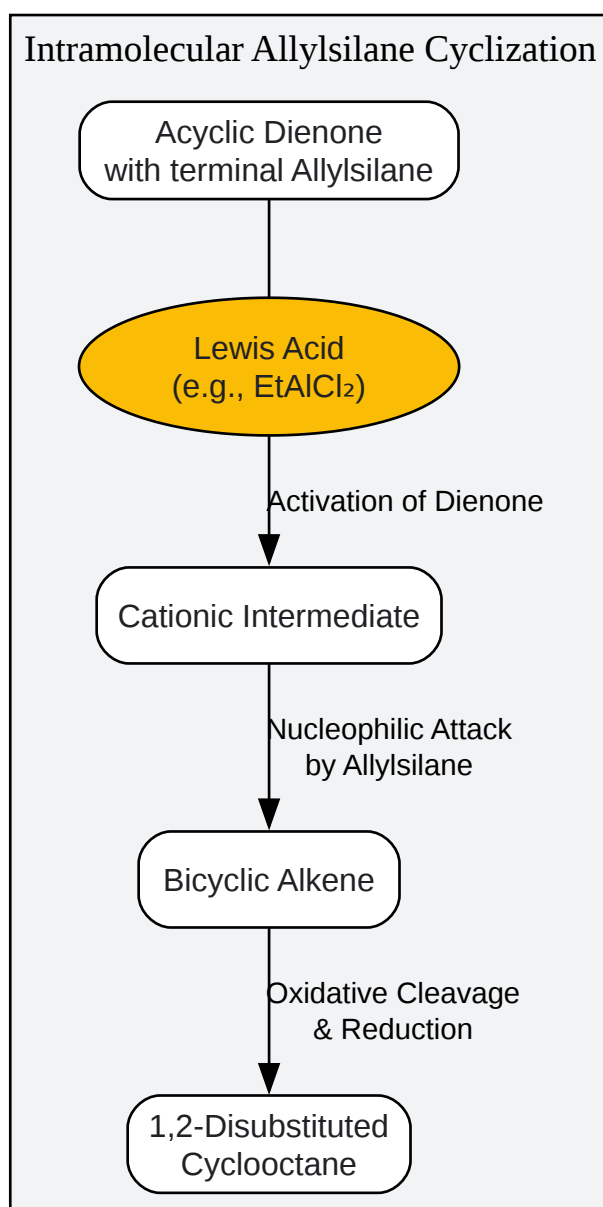 Intramolecular Allylsilane Cyclization
Acyclic Dienone
with terminal Allylsilane
Lewis Acid
(e.g., EtAlCl₂)
Activation of Dienone
Cationic Intermediate
Nucleophilic Attack
by Allylsilane
Bicyclic Alkene
Oxidative Cleavage
& Reduction
1,2-Disubstituted
Cyclooctane